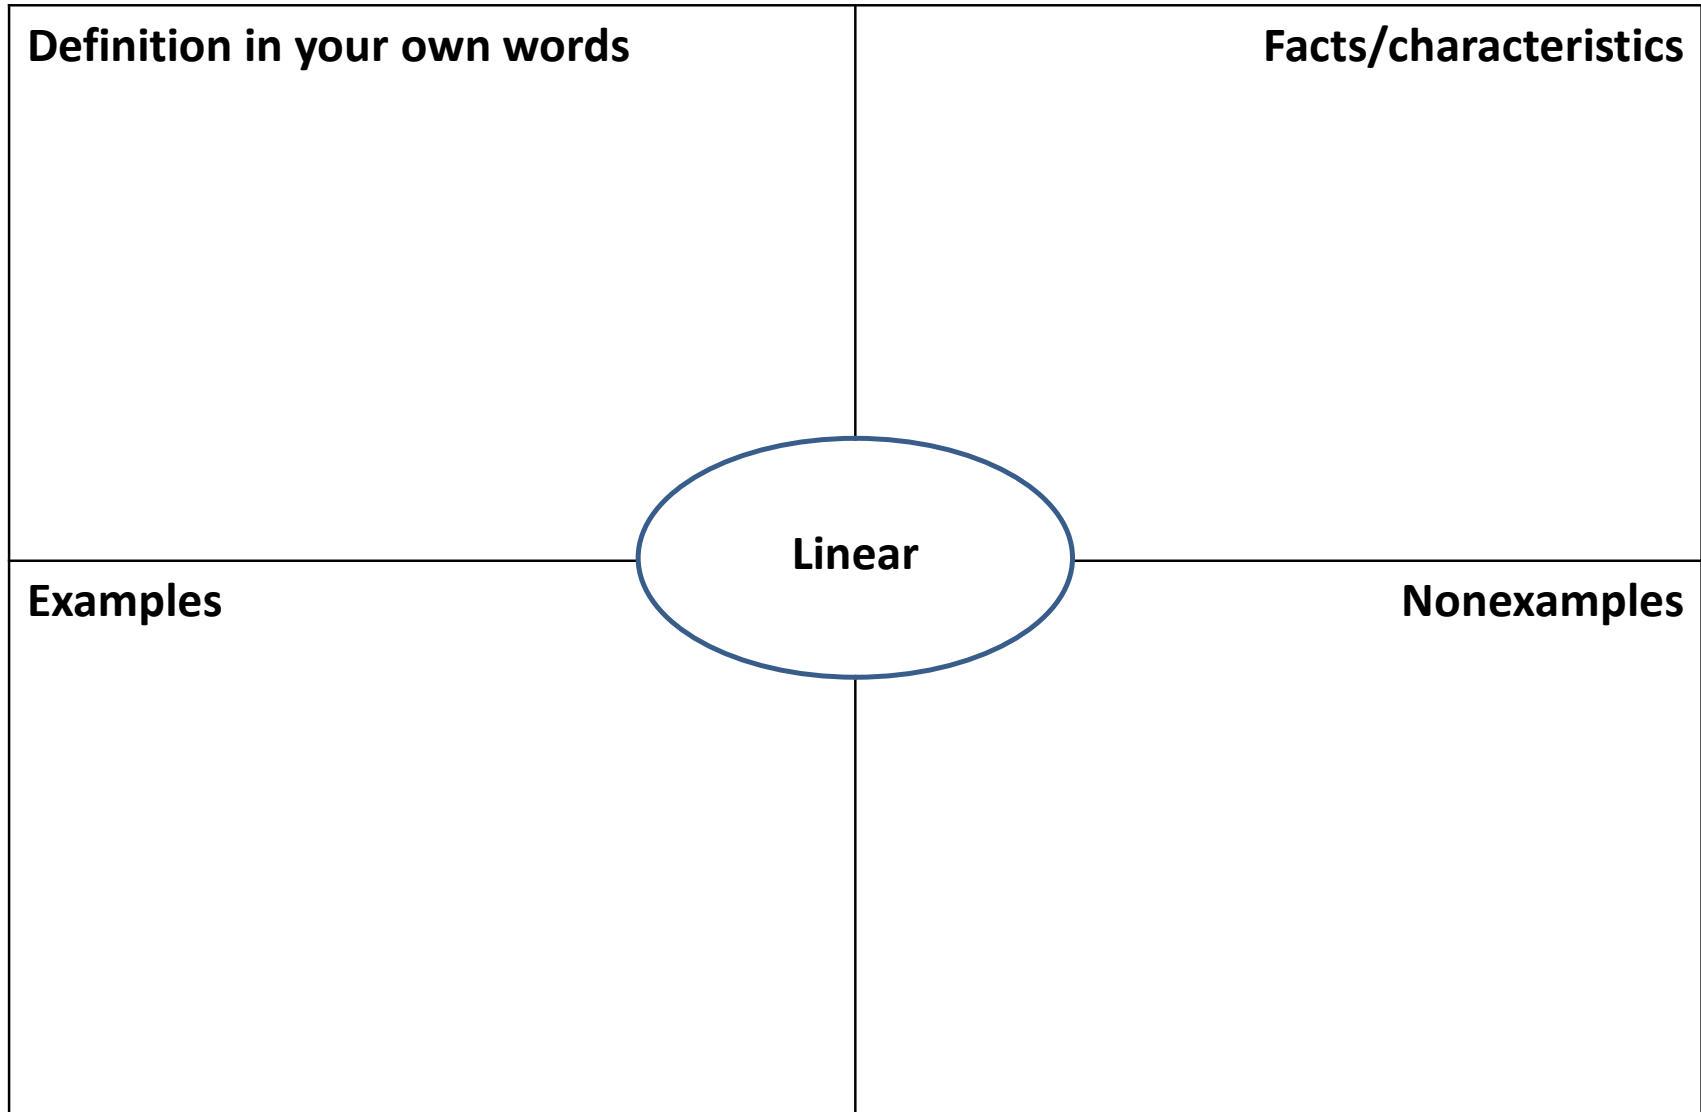 Definition in your own words
Facts/characteristics
Linear
Examples
Nonexamples